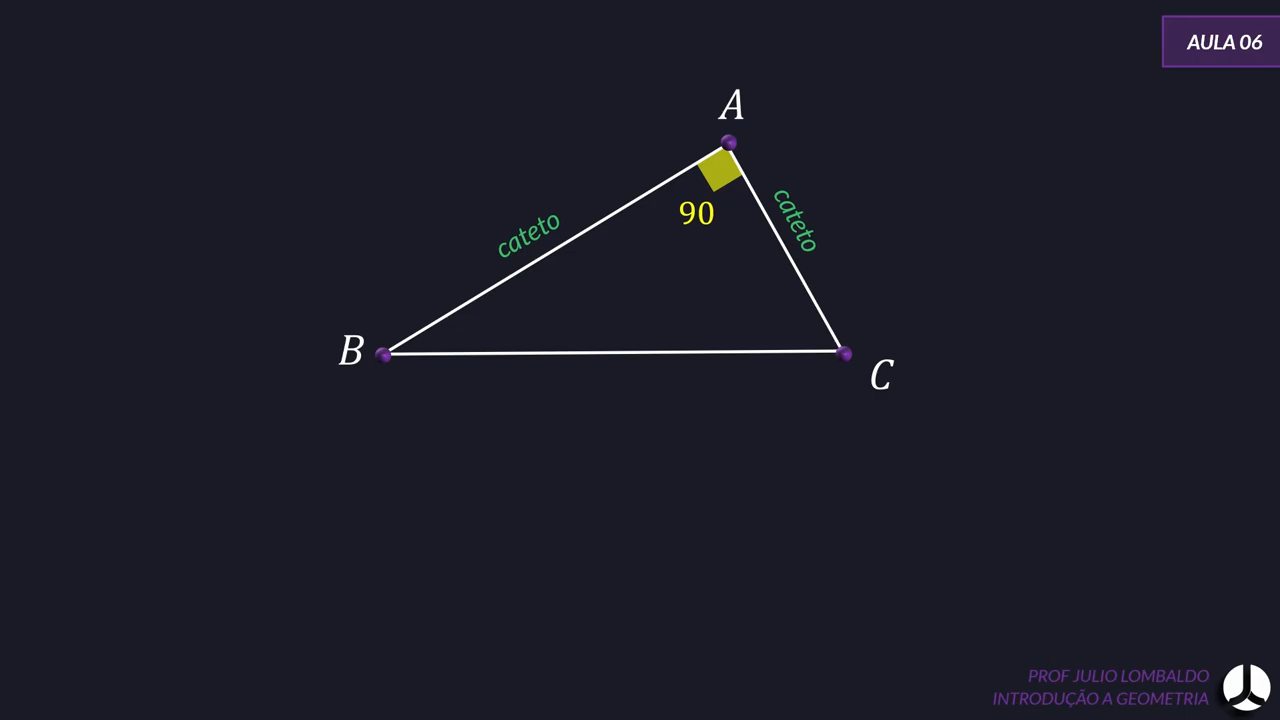 AULA 06
A
cateto
cateto
90
B
C
PROF JULIO LOMBALDO
INTRODUÇÃO A GEOMETRIA